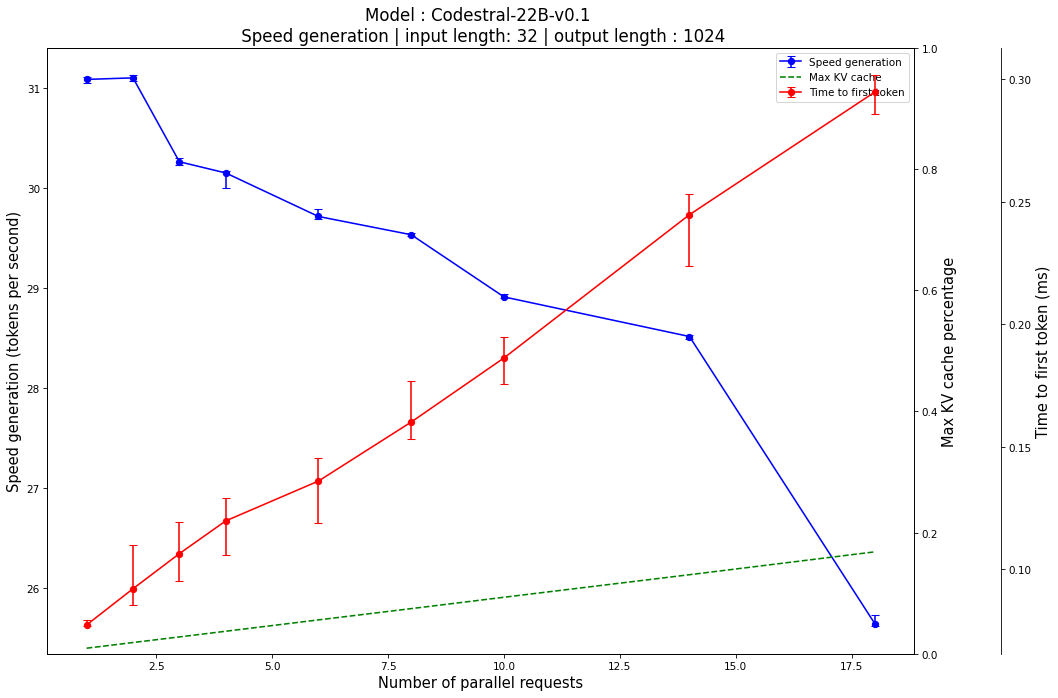 Model : Codestral-22B-v0.1
Speed generation | input length: 32 | output length : 1024
Speed generation
Max KV cache
Time to first token
Speed generation (tokens per second)
31
30
29
28
27
26
2.5
5.0
7.5
10.0
12.5
15.0
17.5
Number of parallel requests
1.0
0.8
0.6
0.4
0.2
0.0
Max KV cache percentage
0.30
0.25
0.20
0.15
0.10
Time to first token (ms)